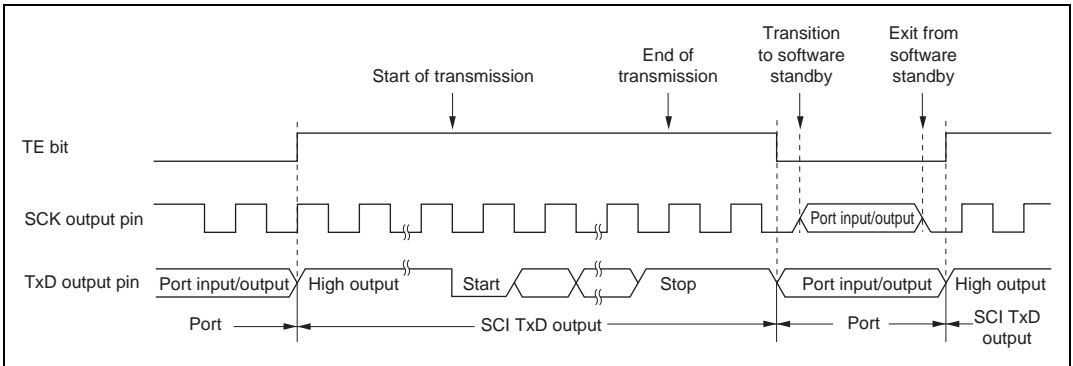 Start of transmission
End of
transmission
Transition
to software
standby
Exit from
software
standby
TE bit
SCK output pin
Port input/output
TxD output pin
Port input/output
High output
Start
Stop
Port input/output
High output
Port
SCI TxD output
Port
SCI TxD
output